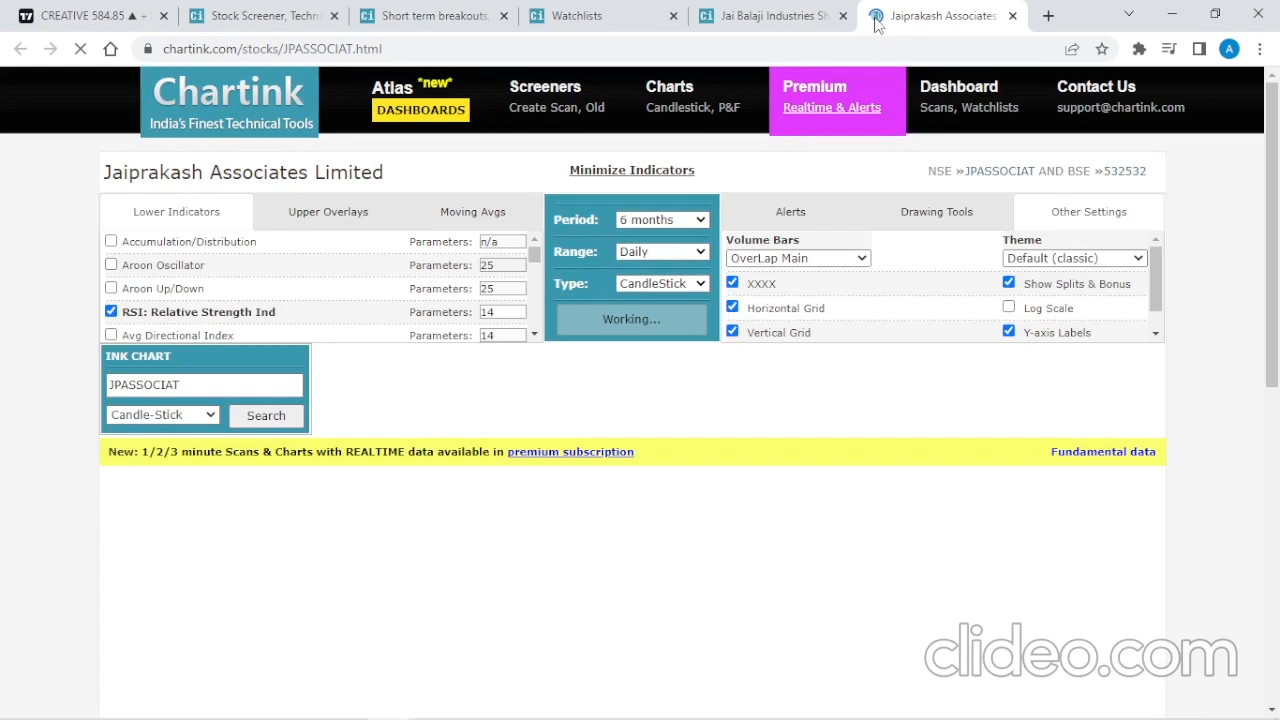 CREATIVE 584.85 ▲ +
Stock Screener, Techn
Short term breakouts,
Watchlists
Jai Balaji Industries Sh
Jaiprakash Associates
chartink.com/stocks/JPASSOCIAT.html
A
Chartink
India's Finest Technical Tools
Atlas *new*
DASHBOARDS
Screeners
Create Scan, Old
Charts
Candlestick, P&F
Premium
Realtime & Alerts
Dashboard
Scans, Watchlists
Contact Us
support@chartink.com
Jaiprakash Associates Limited
Minimize Indicators
NSE »JPASSOCIAT AND BSE »532532
Lower Indicators
Upper Overlays
Moving Avgs
Accumulation/Distribution Parameters: n/a
Aroon Oscillator Parameters: 25
Aroon Up/Down Parameters: 25
RSI: Relative Strength Ind Parameters: 14
Avg Directional Index Parameters: 14
Period: 6 months
Range: Daily
Type: CandleStick
Working...
Alerts
Drawing Tools
Other Settings
Volume Bars
OverLap Main
XXXX
Horizontal Grid
Vertical Grid
Theme
Default (classic)
Show Splits & Bonus
Log Scale
Y-axis Labels
INK CHART
JPASSOCIAT
Candle-Stick
Search
New: 1/2/3 minute Scans & Charts with REALTIME data available in premium subscription
Fundamental data
clideo.com